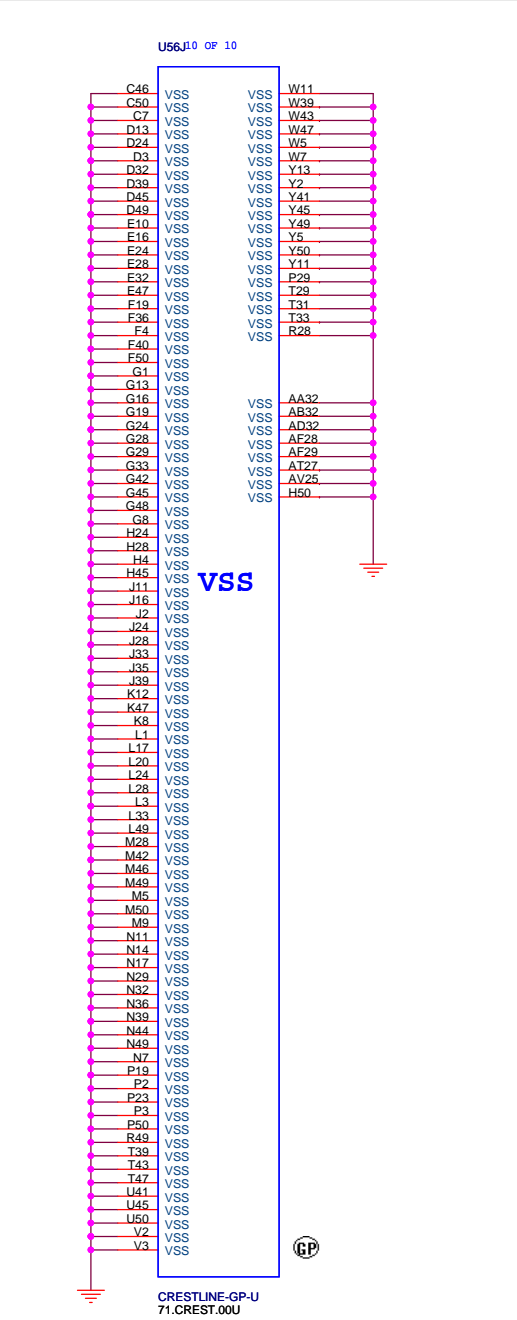 U56J 10 OF 10
C46 VSS VSS W11
C50 VSS VSS W39
C7 VSS VSS W43
D13 VSS VSS W47
D24 VSS VSS W5
D3 VSS VSS W7
D32 VSS VSS Y13
D39 VSS VSS Y2
D45 VSS VSS Y41
D49 VSS VSS Y45
E10 VSS VSS Y49
E16 VSS VSS Y5
E24 VSS VSS Y50
E28 VSS VSS Y11
E32 VSS VSS P29
E47 VSS VSS T29
F19 VSS VSS T31
F36 VSS VSS T33
F4 VSS VSS R28
F40 VSS
F50 VSS
G1 VSS
G13 VSS
G16 VSS VSS AA32
G19 VSS VSS AB32
G24 VSS VSS AD32
G28 VSS VSS AF28
G29 VSS VSS AF29
G33 VSS VSS AT27
G42 VSS VSS AV25
G45 VSS VSS H50
G48 VSS
G8 VSS
H24 VSS
H28 VSS
H4 VSS
H45 VSS VSS
J11 VSS
J16 VSS
J2 VSS
J24 VSS
J28 VSS
J33 VSS
J35 VSS
J39 VSS
K12 VSS
K47 VSS
K8 VSS
L1 VSS
L17 VSS
L20 VSS
L24 VSS
L28 VSS
L3 VSS
L33 VSS
L49 VSS
M28 VSS
M42 VSS
M46 VSS
M49 VSS
M5 VSS
M50 VSS
M9 VSS
N11 VSS
N14 VSS
N17 VSS
N29 VSS
N32 VSS
N36 VSS
N39 VSS
N44 VSS
N49 VSS
N7 VSS
P19 VSS
P2 VSS
P23 VSS
P3 VSS
P50 VSS
R49 VSS
T39 VSS
T43 VSS
T47 VSS
U41 VSS
U45 VSS
U50 VSS
V2 VSS
V3 VSS
GP
CRESTLINE-GP-U
71.CREST.00U